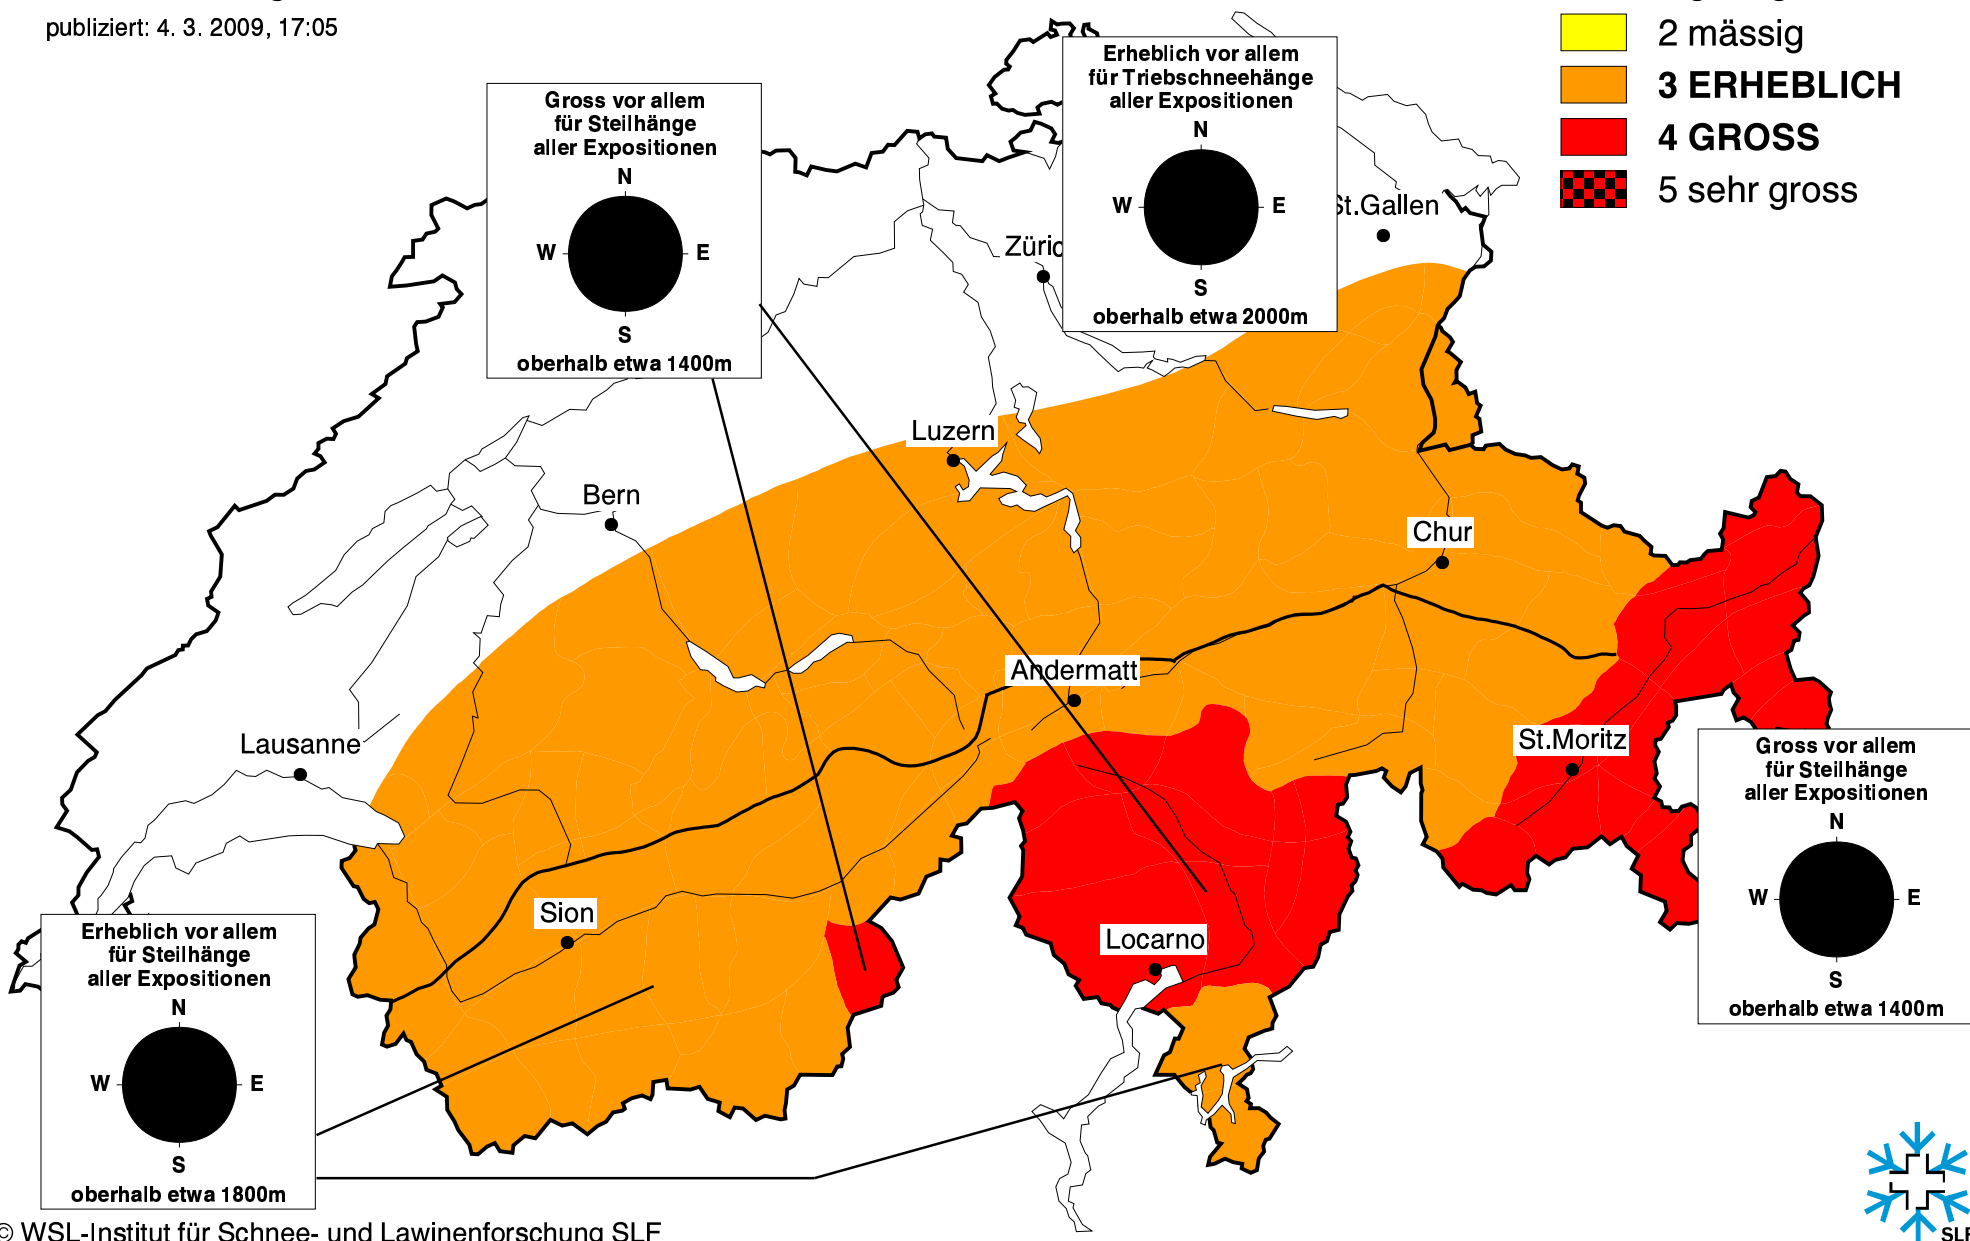 publiziert: 4. 3. 2009, 17:05
2 mässig
3 ERHEBLICH
4 GROSS
5 sehr gross
Gross vor allem
für Steilhänge
aller Expositionen
N
W E
S
oberhalb etwa 1400m
Erheblich vor allem
für Triebschneehänge
aller Expositionen
N
W E
S
oberhalb etwa 2000m
St.Gallen
Züric
Luzern
Bern
Chur
Andermatt
Lausanne
St.Moritz
Sion
Locarno
Gross vor allem
für Steilhänge
aller Expositionen
N
W E
S
oberhalb etwa 1400m
Erheblich vor allem
für Steilhänge
aller Expositionen
N
W E
S
oberhalb etwa 1800m
© WSL-Institut für Schnee- und Lawinenforschung SLF
SLF